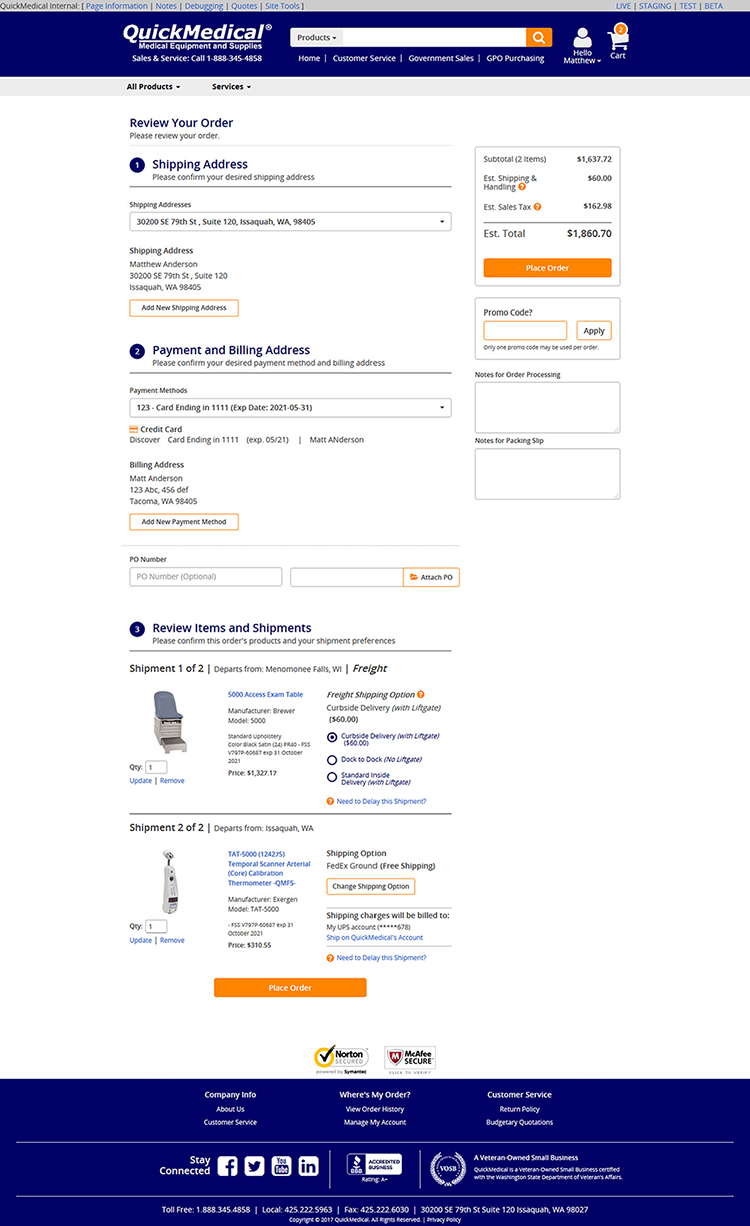 QuickMedical Internal: [ Page Information | Notes | Debugging | Quotes | Site Tools ]
LIVE | STAGING | TEST | BETA
QuickMedical®
Medical Equipment and Supplies
Sales & Service: Call 1-888-345-4858
Products
Home | Customer Service | Government Sales | GPO Purchasing
Hello
Matthew
2
Cart
All Products
Services
Review Your Order
Please review your order.
1 Shipping Address
Please confirm your desired shipping address
Shipping Addresses
30200 SE 79th St , Suite 120, Issaquah, WA, 98405
Shipping Address
Matthew Anderson
30200 SE 79th St , Suite 120
Issaquah, WA 98405
Add New Shipping Address
Subtotal (2 Items) $1,637.72
Est. Shipping & $60.00
Handling ?
Est. Sales Tax ? $162.98
Est. Total $1,860.70
Place Order
Promo Code?
Apply
Only one promo code may be used per order.
Notes for Order Processing
Notes for Packing Slip
2 Payment and Billing Address
Please confirm your desired payment method and billing address
Payment Methods
123 - Card Ending in 1111 (Exp Date: 2021-05-31)
Credit Card
Discover Card Ending in 1111 (exp. 05/21) | Matt ANderson
Billing Address
Matt Anderson
123 Abc, 456 def
Tacoma, WA 98405
Add New Payment Method
PO Number
PO Number (Optional)
Attach PO
3 Review Items and Shipments
Please confirm this order's products and your shipment preferences
Shipment 1 of 2 | Departs from: Menomonee Falls, WI | Freight
5000 Access Exam Table
Manufacturer: Brewer
Model: 5000
Standard Upholstery
Color Black Satin (24) PR40 - FSS
V797P-60687 exp 31 October
2021
Price: $1,327.17
Qty: 1
Update | Remove
Freight Shipping Option ?
Curbside Delivery (with Liftgate)
($60.00)
Curbside Delivery (with Liftgate)
($60.00)
Dock to Dock (No Liftgate)
Standard Inside
Delivery (with Liftgate)
? Need to Delay this Shipment?
Shipment 2 of 2 | Departs from: Issaquah, WA
TAT-5000 (124275)
Temporal Scanner Arterial
(Core) Calibration
Thermometer -QMFS-
Manufacturer: Exergen
Model: TAT-5000
- FSS V797P-60687 exp 31
October 2021
Price: $310.55
Qty: 1
Update | Remove
Shipping Option
FedEx Ground (Free Shipping)
Change Shipping Option
Shipping charges will be billed to:
My UPS account (*****678)
Ship on QuickMedical's Account
? Need to Delay this Shipment?
Place Order
Norton
SECURED
powered by Symantec
McAfee
SECURE
CLICK TO VERIFY
Company Info
About Us
Customer Service
Where's My Order?
View Order History
Manage My Account
Customer Service
Return Policy
Budgetary Quotations
Stay
Connected
You
Tube
BBB
ACCREDITED
BUSINESS
Rating: A+
VOSB
A Veteran-Owned Small Business
QuickMedical is a Veteran-Owned Small Business certified
with the Washington State Department of Veteran's Affairs.
Toll Free: 1.888.345.4858 | Local: 425.222.5963 | Fax: 425.222.6030 | 30200 SE 79th St Suite 120 Issaquah, WA 98027
Copyright © 2017 QuickMedical. All Rights Reserved. | Privacy Policy